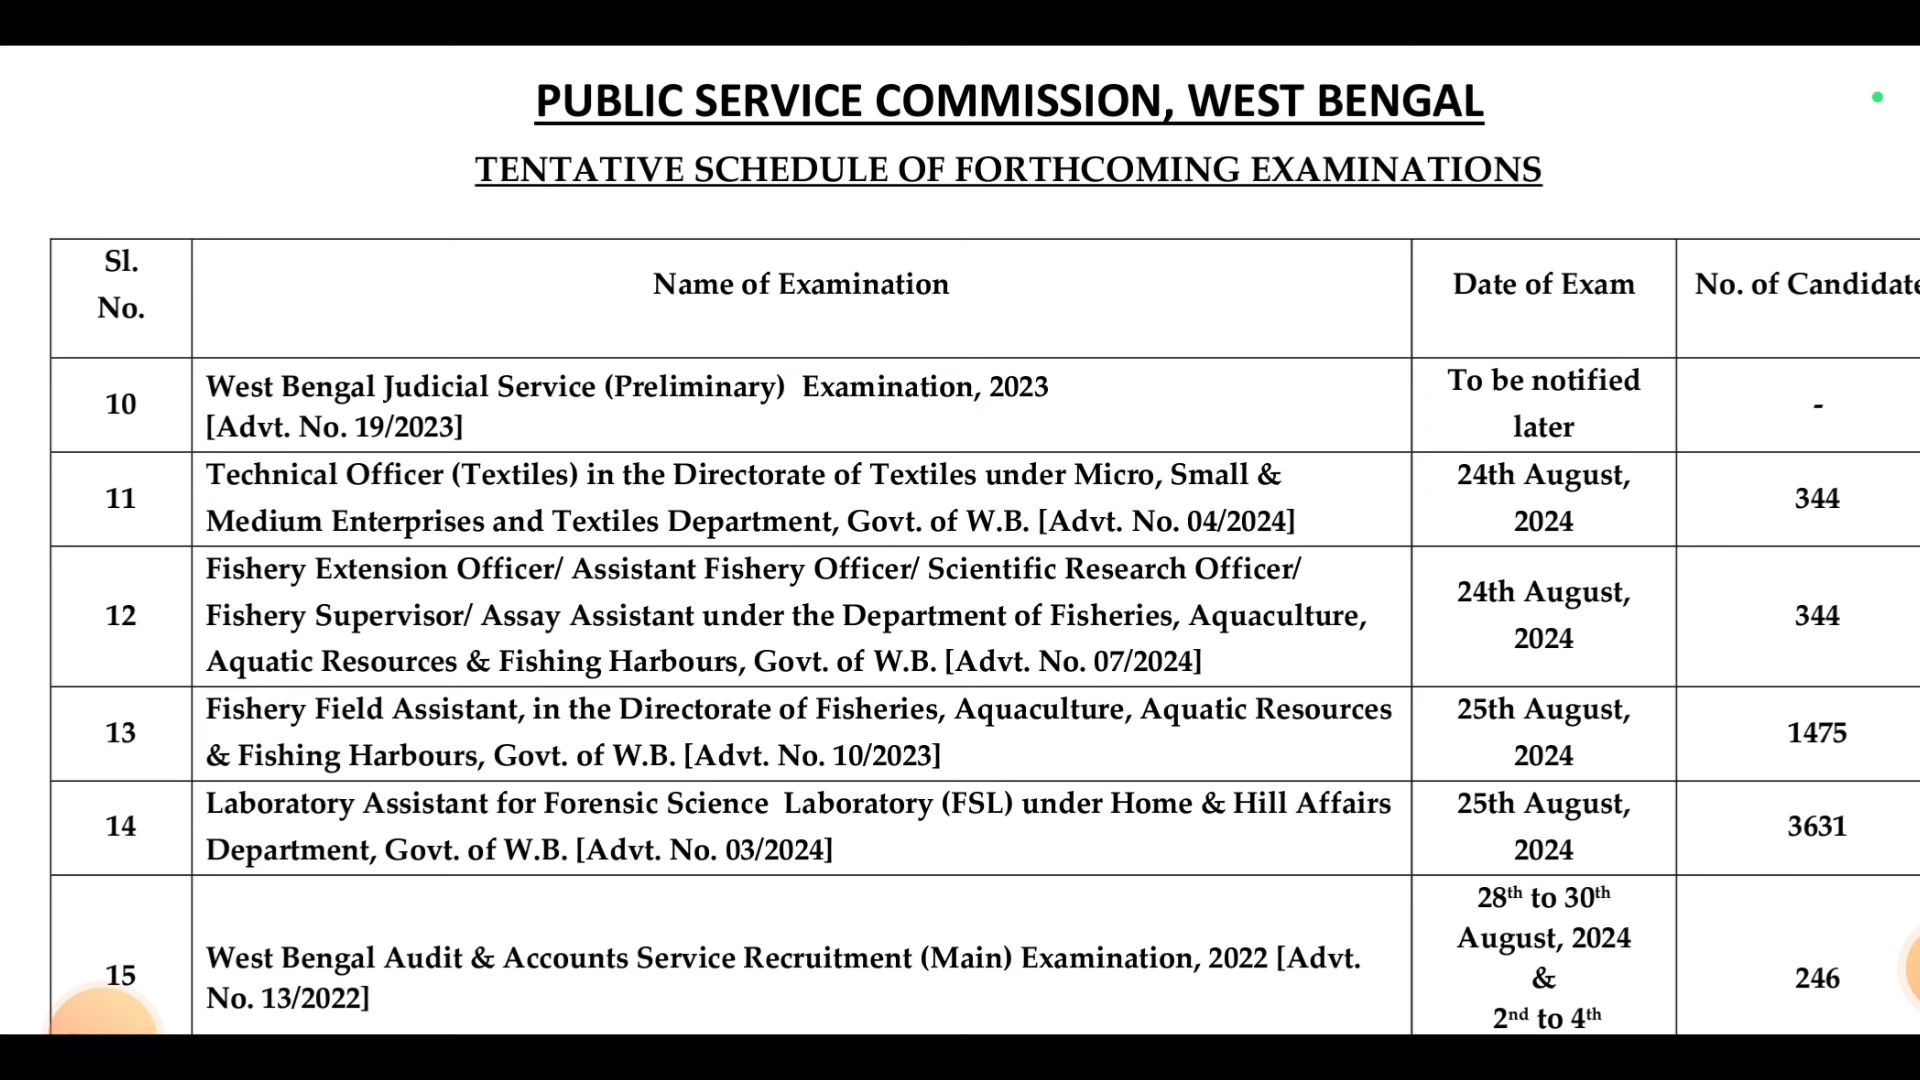 PUBLIC SERVICE COMMISSION, WEST BENGAL
TENTATIVE SCHEDULE OF FORTHCOMING EXAMINATIONS
Sl.
No.
Name of Examination
Date of Exam
No. of Candidate
10
West Bengal Judicial Service (Preliminary) Examination, 2023
[Advt. No. 19/2023]
To be notified
later
-
11
Technical Officer (Textiles) in the Directorate of Textiles under Micro, Small &
Medium Enterprises and Textiles Department, Govt. of W.B. [Advt. No. 04/2024]
24th August,
2024
344
12
Fishery Extension Officer/ Assistant Fishery Officer/ Scientific Research Officer/
Fishery Supervisor/ Assay Assistant under the Department of Fisheries, Aquaculture,
Aquatic Resources & Fishing Harbours, Govt. of W.B. [Advt. No. 07/2024]
24th August,
2024
344
13
Fishery Field Assistant, in the Directorate of Fisheries, Aquaculture, Aquatic Resources
& Fishing Harbours, Govt. of W.B. [Advt. No. 10/2023]
25th August,
2024
1475
14
Laboratory Assistant for Forensic Science Laboratory (FSL) under Home & Hill Affairs
Department, Govt. of W.B. [Advt. No. 03/2024]
25th August,
2024
3631
15
West Bengal Audit & Accounts Service Recruitment (Main) Examination, 2022 [Advt.
No. 13/2022]
28th to 30th
August, 2024
&
2nd to 4th
246